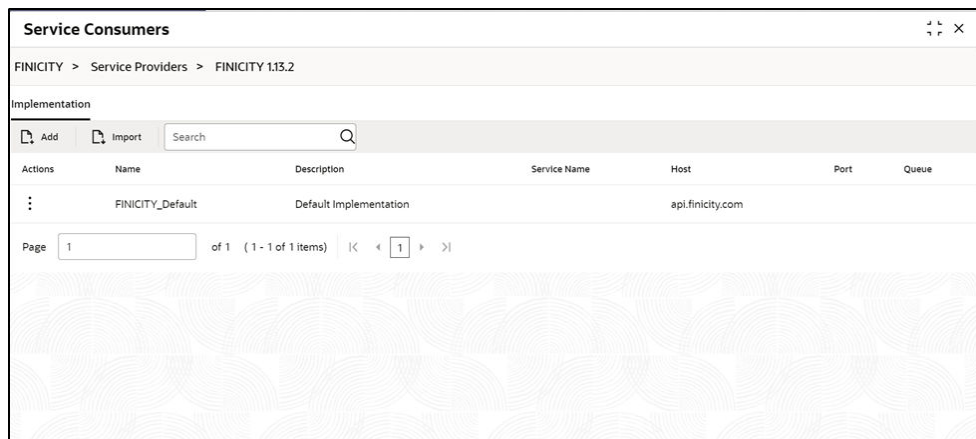 Service Consumers
FINICITY > Service Providers > FINICITY 1.13.2
Implementation
Add Import Search
Actions Name Description Service Name Host Port Queue
FINICITY_Default Default Implementation api.finicity.com
Page 1 of 1 ( 1 - 1 of 1 items) 1